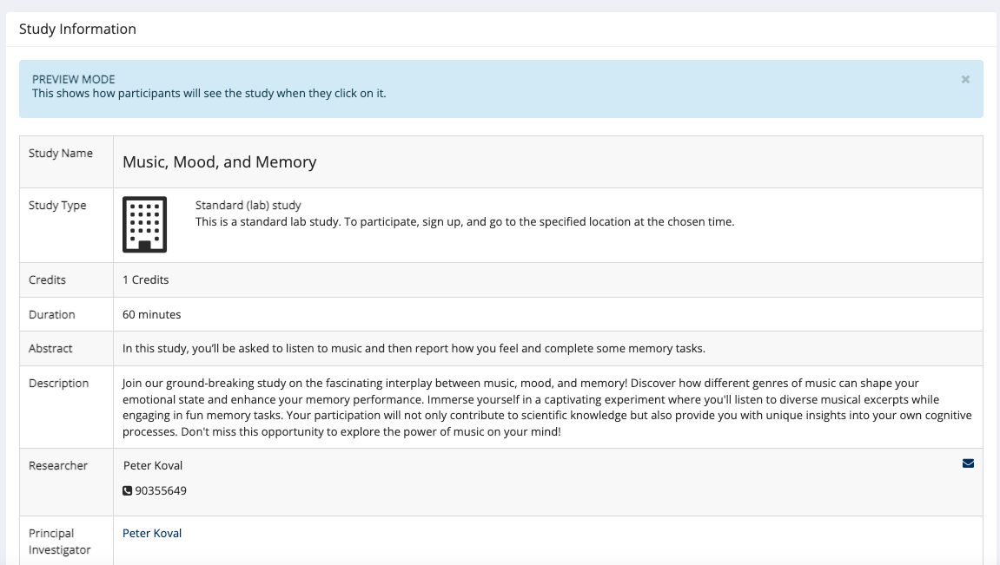 Study Information
PREVIEW MODE
This shows how participants will see the study when they click on it.
Study Name
Music, Mood, and Memory
Study Type
Standard (lab) study
This is a standard lab study. To participate, sign up, and go to the specified location at the chosen time.
Credits
1 Credits
Duration
60 minutes
Abstract
In this study, you’ll be asked to listen to music and then report how you feel and complete some memory tasks.
Description
Join our ground-breaking study on the fascinating interplay between music, mood, and memory! Discover how different genres of music can shape your
emotional state and enhance your memory performance. Immerse yourself in a captivating experiment where you'll listen to diverse musical excerpts while
engaging in fun memory tasks. Your participation will not only contribute to scientific knowledge but also provide you with unique insights into your own cognitive
processes. Don't miss this opportunity to explore the power of music on your mind!
Researcher
Peter Koval
90355649
Principal
Investigator
Peter Koval